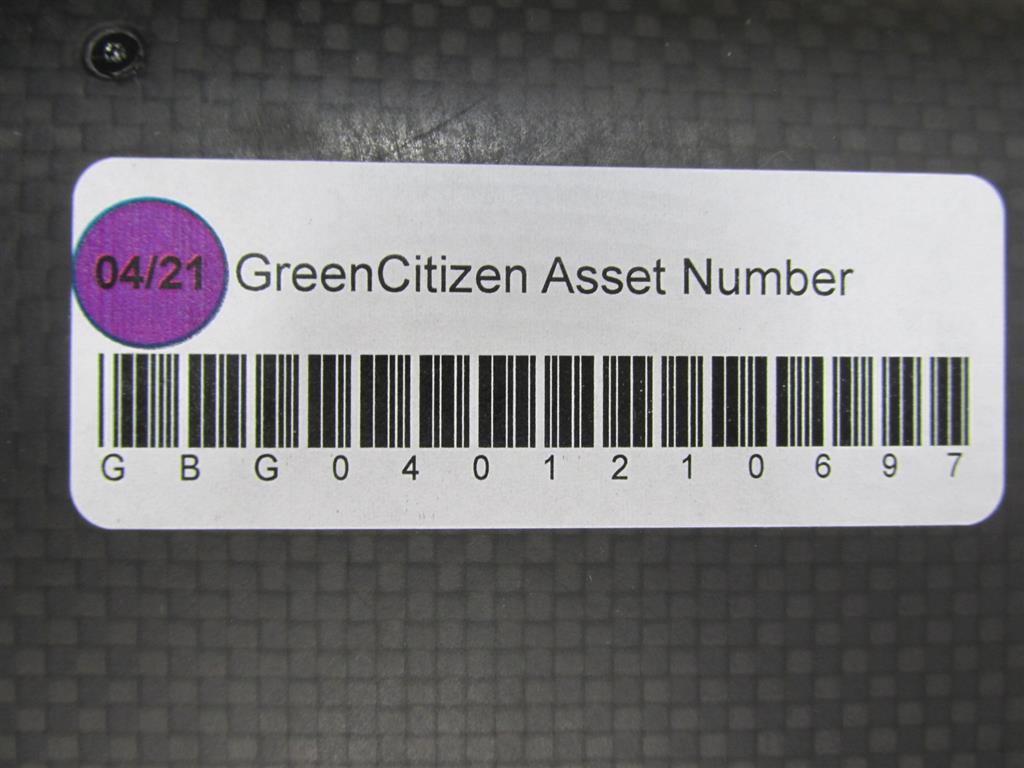 04/21 GreenCitizen Asset Number
G B G 0 4 0 1 2 1 0 6 9 7